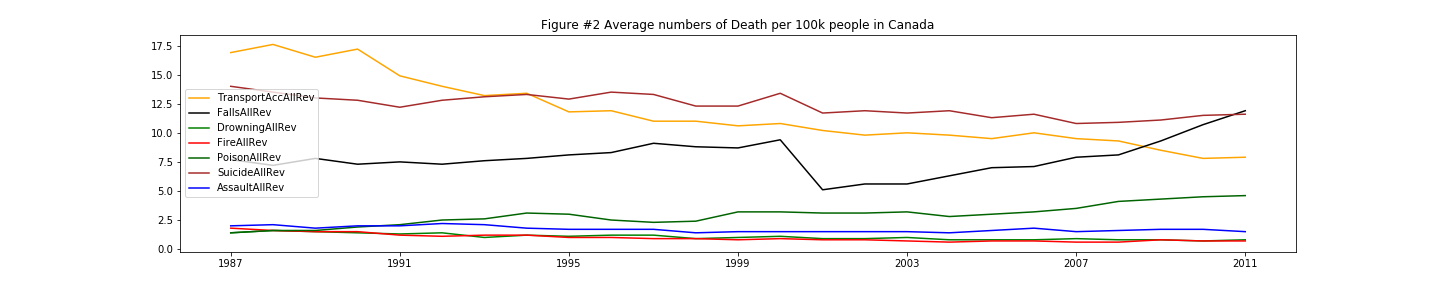 Figure #2 Average numbers of Death per 100k people in Canada
17.5
15.0
12.5
10.0
7.5
5.0
2.5
0.0
TransportAccAllRev
FallsAllRev
DrowningAllRev
FireAllRev
PoisonAllRev
SuicideAllRev
AssaultAllRev
1987 1991 1995 1999 2003 2007 2011